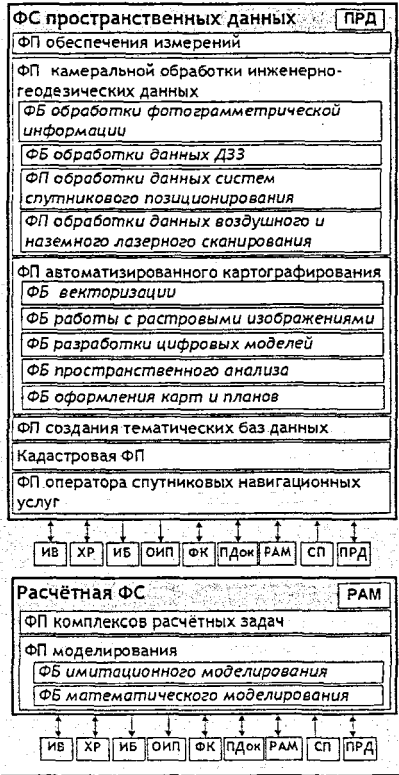 ФС пространственных данных ПРД
ФП обеспечения измерений
ФП камеральной обработки инженерно-
геодезических данных
ФБ обработки фотограмметрической
информации
ФБ обработки данных ДЗЗ
ФП обработки данных систем
спутникового позиционирования
ФП обработки данных воздушного и
наземного лазерного сканирования
ФП автоматизированного картографирования
ФБ векторизации
ФБ работы с растровыми изображениями
ФБ разработки цифровых моделей
ФБ пространственного анализа
ФБ оформления карт и планов
ФП создания тематических баз данных
Кадастровая ФП
ФП оператора спутниковых навигационных
услуг
ИВ ХР ИБ ОИП ФК ПДок РАМ СП ПРД
Расчётная ФС РАМ
ФП комплексов расчётных задач
ФП моделирования
ФБ имитационного моделирования
ФБ математического моделирования
ИВ ХР ИБ ОИП ФК ПДок РАМ СП ПРД